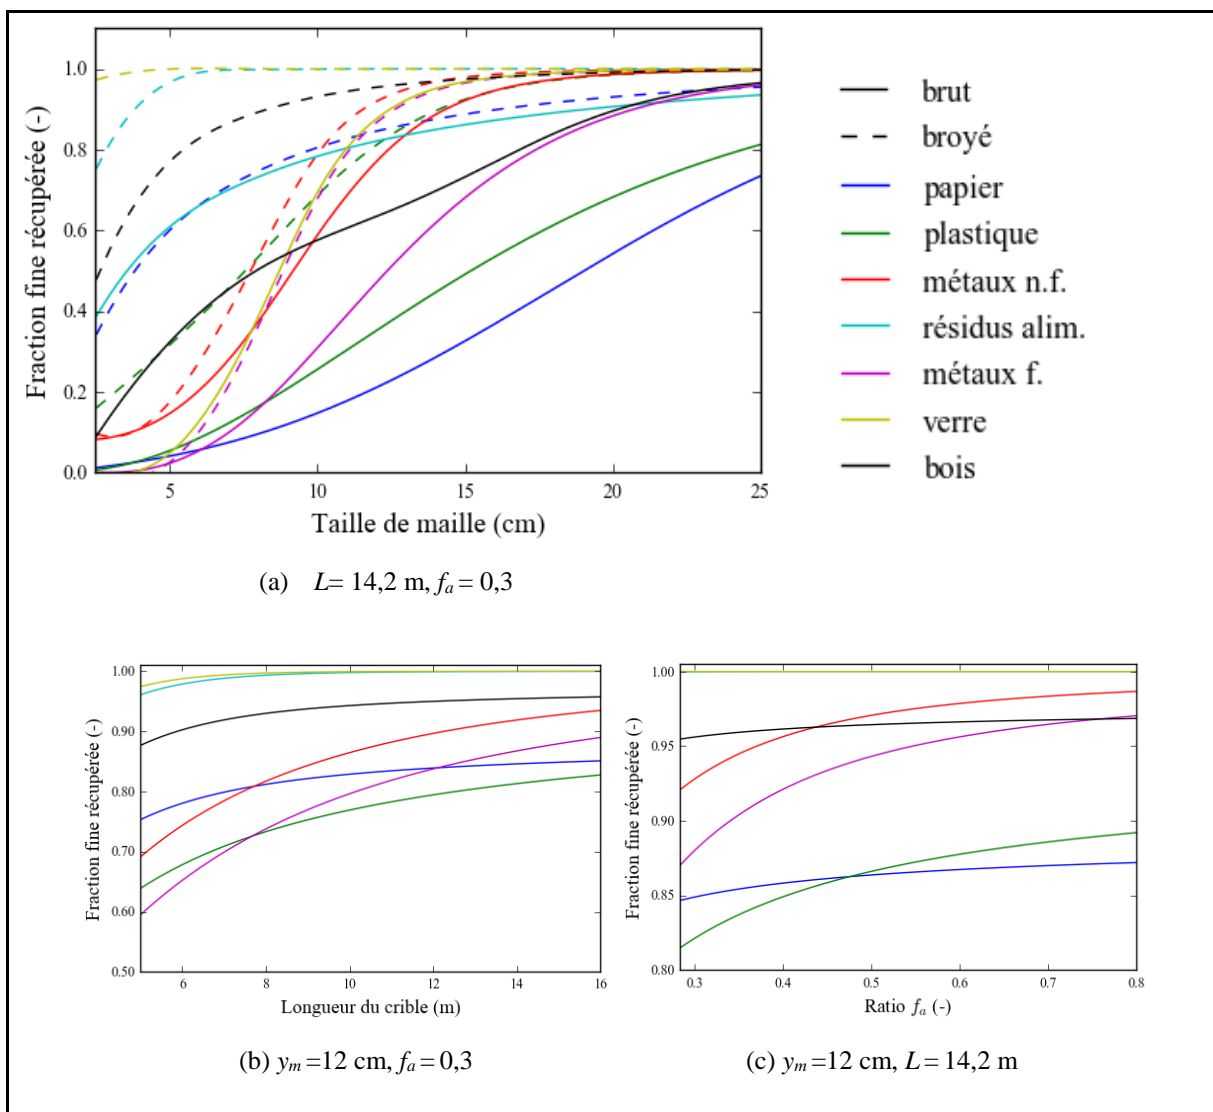 Fraction fine récupérée (-)
1.0
0.8
0.6
0.4
0.2
0.0
5
10
15
20
25
Taille de maille (cm)
brut
broyé
papier
plastique
métaux n.f.
résidus alim.
métaux f.
verre
bois
(a) L= 14,2 m, fa = 0,3
Fraction fine récupérée (-)
1.00
0.90
0.80
0.70
0.60
0.50
6
8
10
12
14
16
Longueur du crible (m)
(b) ym =12 cm, fa = 0,3
Fraction fine récupérée (-)
1.00
0.95
0.90
0.85
0.80
0.3
0.4
0.5
0.6
0.7
0.8
Ratio fa (-)
(c) ym =12 cm, L = 14,2 m